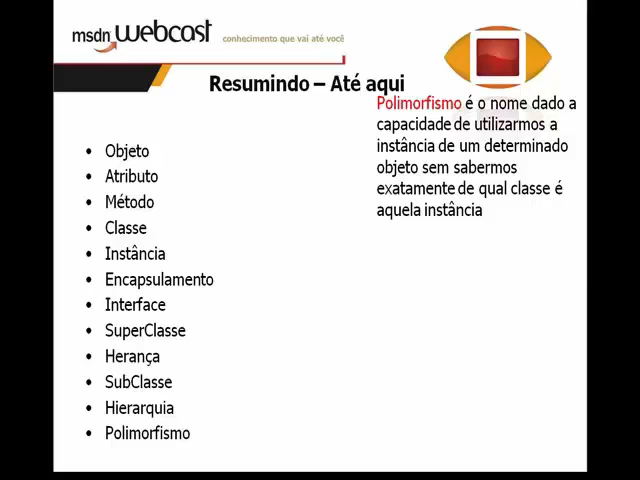 msdn webcast
conhecimento que vai até você
Resumindo – Até aqui
Polimorfismo é o nome dado a
capacidade de utilizarmos a
instância de um determinado
objeto sem sabermos
exatamente de qual classe é
aquela instância
• Objeto
• Atributo
• Método
• Classe
• Instância
• Encapsulamento
• Interface
• SuperClasse
• Herança
• SubClasse
• Hierarquia
• Polimorfismo